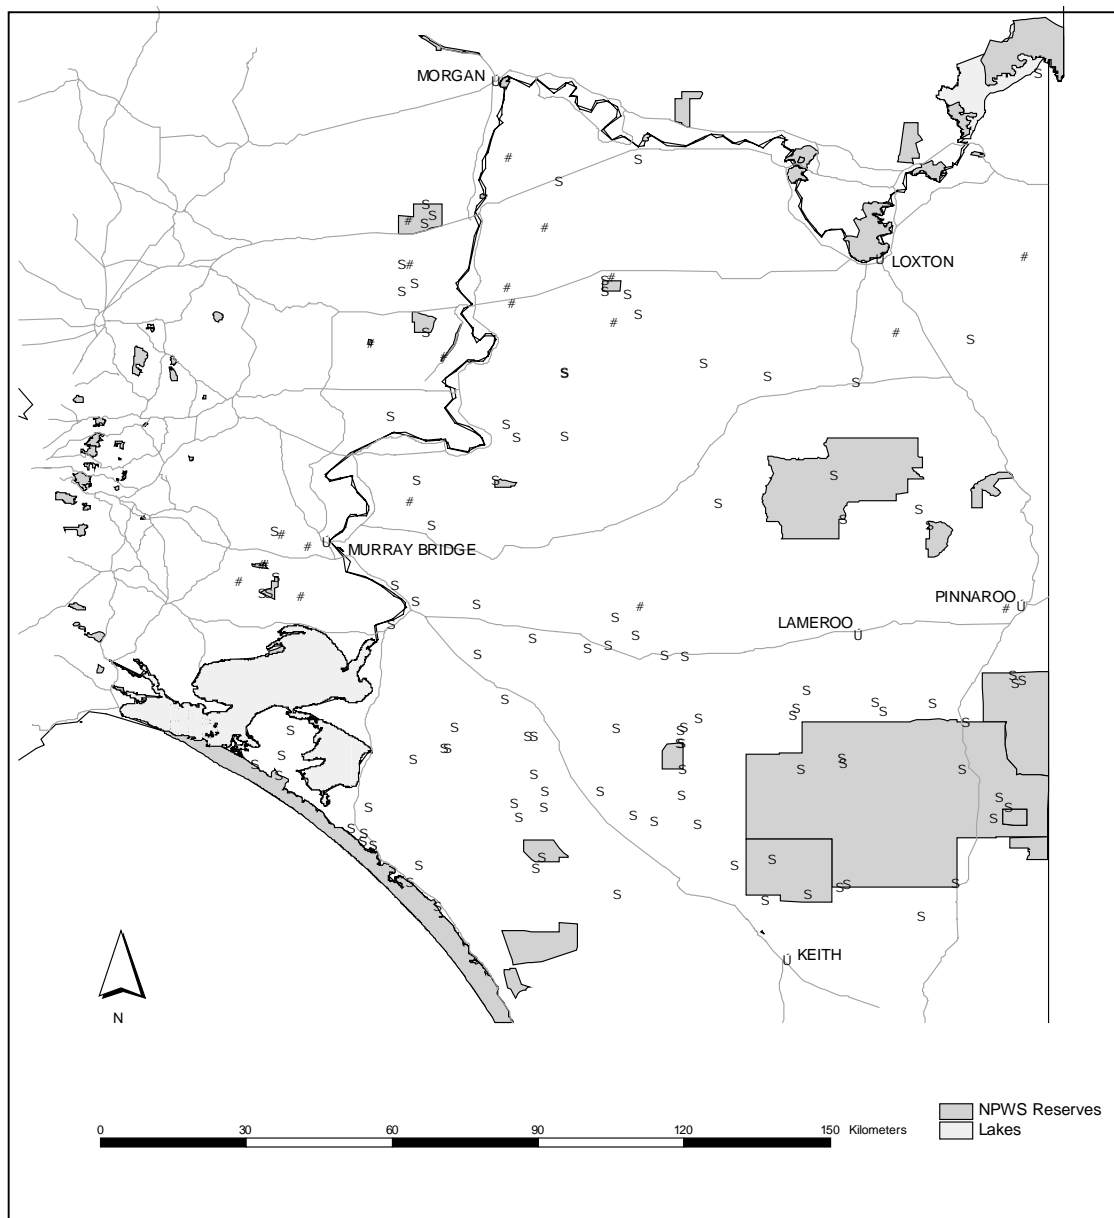 MORGAN
LOXTON
MURRAY BRIDGE
PINNAROO
LAMEROO
KEITH
N
NPWS Reserves
Lakes
0 30 60 90 120 150 Kilometers